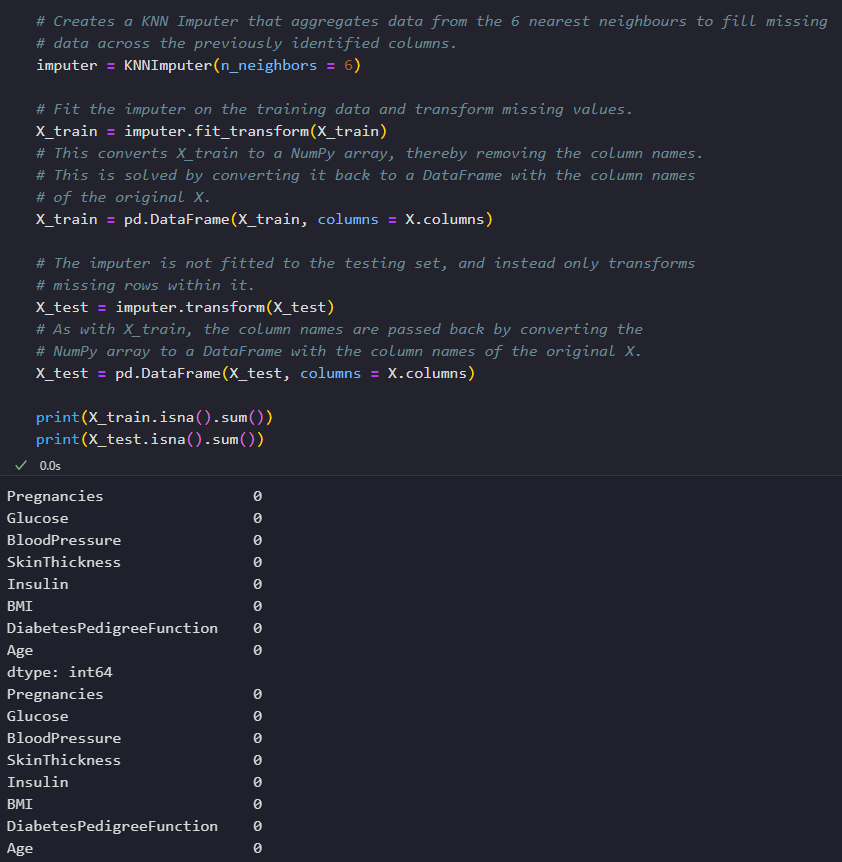 # Creates a KNN Imputer that aggregates data from the 6 nearest neighbours to fill missing
# data across the previously identified columns.
imputer = KNNImputer(n_neighbors = 6)
# Fit the imputer on the training data and transform missing values.
X_train = imputer.fit_transform(X_train)
# This converts X_train to a NumPy array, thereby removing the column names.
# This is solved by converting it back to a DataFrame with the column names
# of the original X.
X_train = pd.DataFrame(X_train, columns = X.columns)
# The imputer is not fitted to the testing set, and instead only transforms
# missing rows within it.
X_test = imputer.transform(X_test)
# As with X_train, the column names are passed back by converting the
# NumPy array to a DataFrame with the column names of the original X.
X_test = pd.DataFrame(X_test, columns = X.columns)
print(X_train.isna().sum())
print(X_test.isna().sum())
✓ 0.0s
Pregnancies 0
Glucose 0
BloodPressure 0
SkinThickness 0
Insulin 0
BMI 0
DiabetesPedigreeFunction 0
Age 0
dtype: int64
Pregnancies 0
Glucose 0
BloodPressure 0
SkinThickness 0
Insulin 0
BMI 0
DiabetesPedigreeFunction 0
Age 0